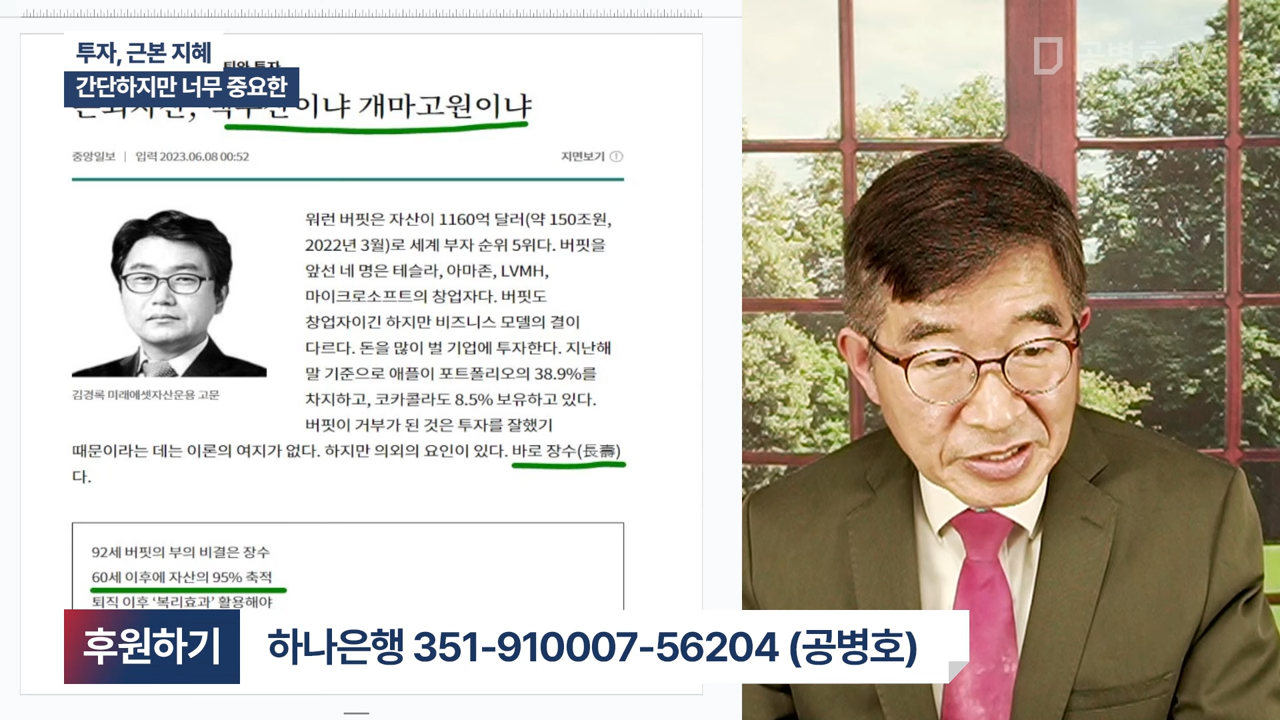 투자, 근본 지혜
간단하지만 너무 중요한
이냐 개마고원이냐
중앙일보 | 입력 2023.06.08 00:52
지면보기
워런 버핏은 자산이 1160억 달러(약 150조원,
2022년 3월)로 세계 부자 순위 5위다. 버핏을
앞선 네 명은 테슬라, 아마존, LVMH,
마이크로소프트의 창업자다. 버핏도
창업자이긴 하지만 비즈니스 모델의 결이
다르다. 돈을 많이 벌 기업에 투자한다. 지난해
말 기준으로 애플이 포트폴리오의 38.9%를
차지하고, 코카콜라도 8.5% 보유하고 있다.
버핏이 거부가 된 것은 투자를 잘했기
김경록 미래에셋자산운용 고문
때문이라는 데는 이론의 여지가 없다. 하지만 의외의 요인이 있다. 바로 장수(長壽)
다.
92세 버핏의 부의 비결은 장수
60세 이후에 자산의 95% 축적
퇴직 이후 ‘복리효과’ 활용해야
후원하기
하나은행 351-910007-56204 (공병호)
공병호TV